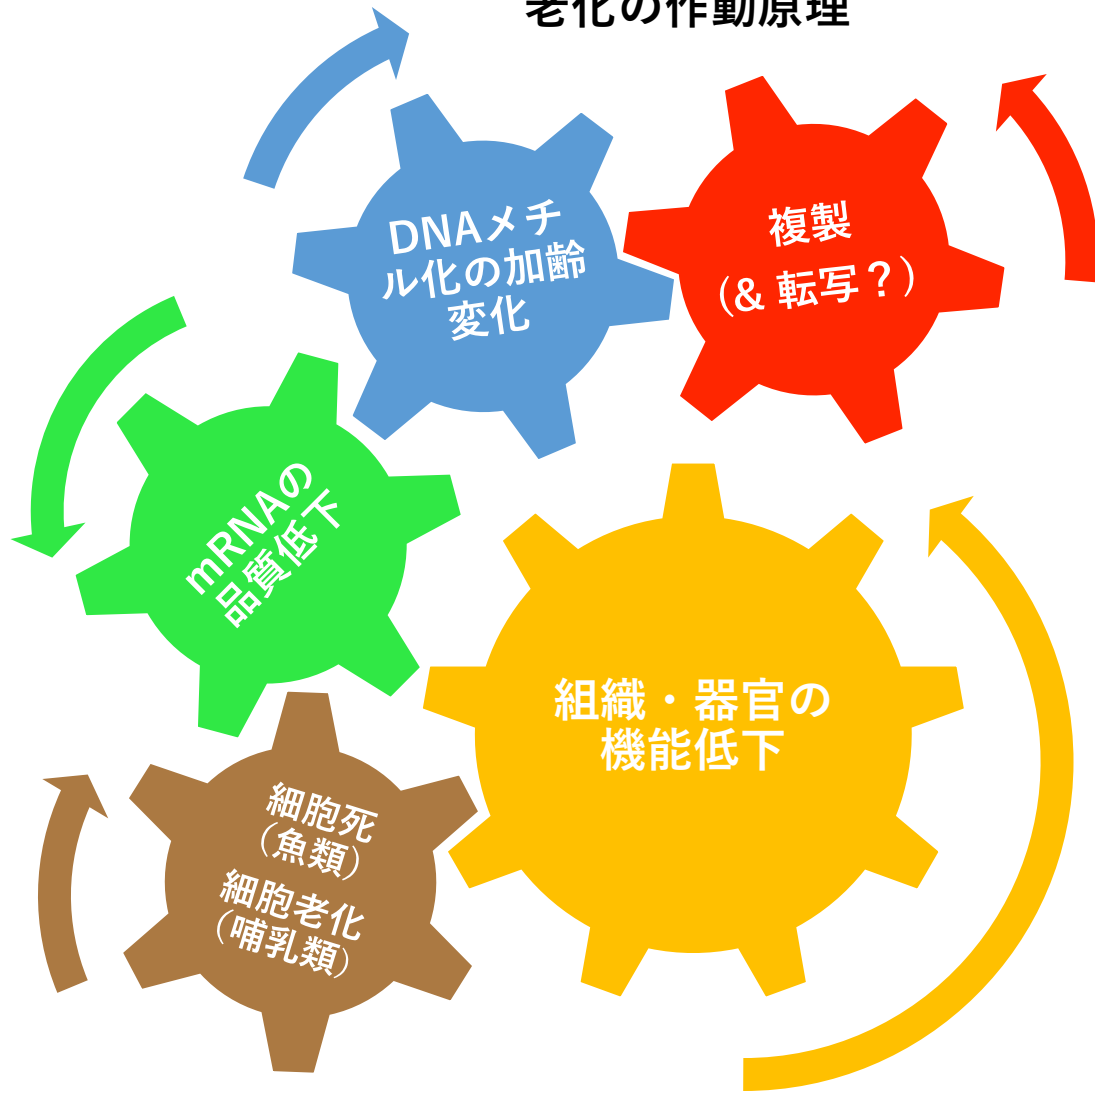 老化の作動原理
DNAメチ
ル化の加齢
変化
複製
（& 転写？）
mRNAの
品質低下
組織・器官の
機能低下
細胞死
（魚類）
細胞老化
（哺乳類）